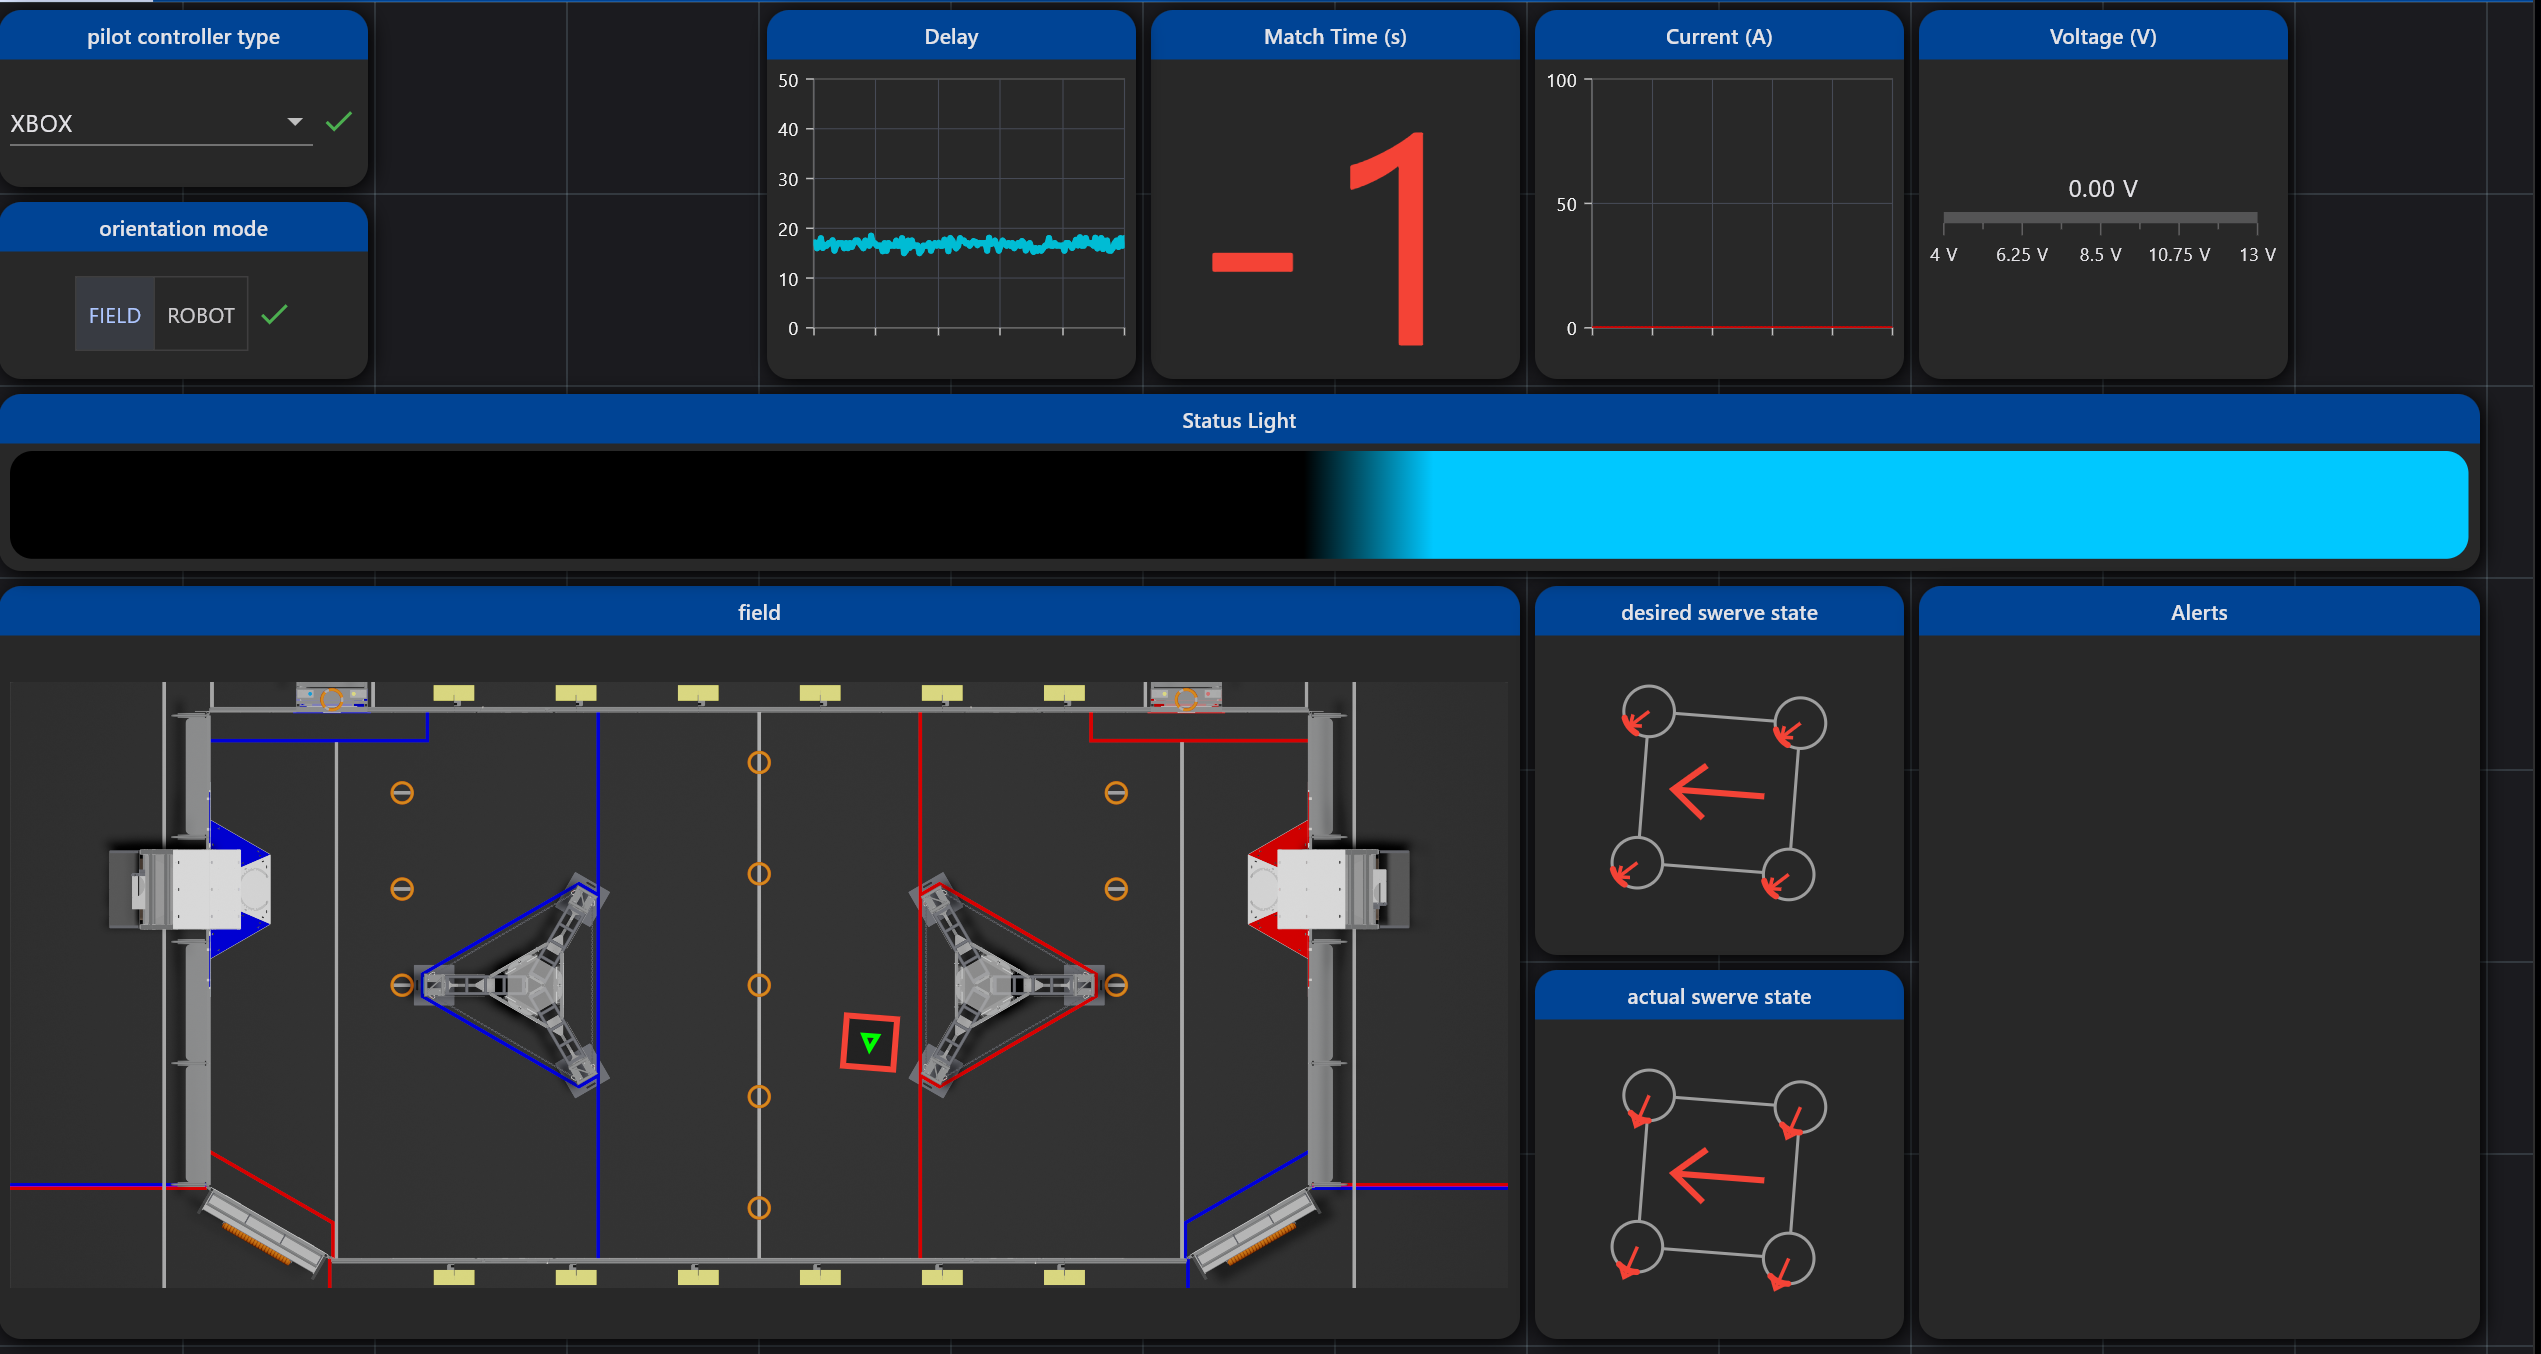 pilot controller type
XBOX
orientation mode
FIELD ROBOT
Delay
50
40
30
20
10
0
Match Time (s)
-1
Current (A)
100
50
0
Voltage (V)
0.00 V
4 V 6.25 V 8.5 V 10.75 V 13 V
Status Light
field
desired swerve state
actual swerve state
Alerts